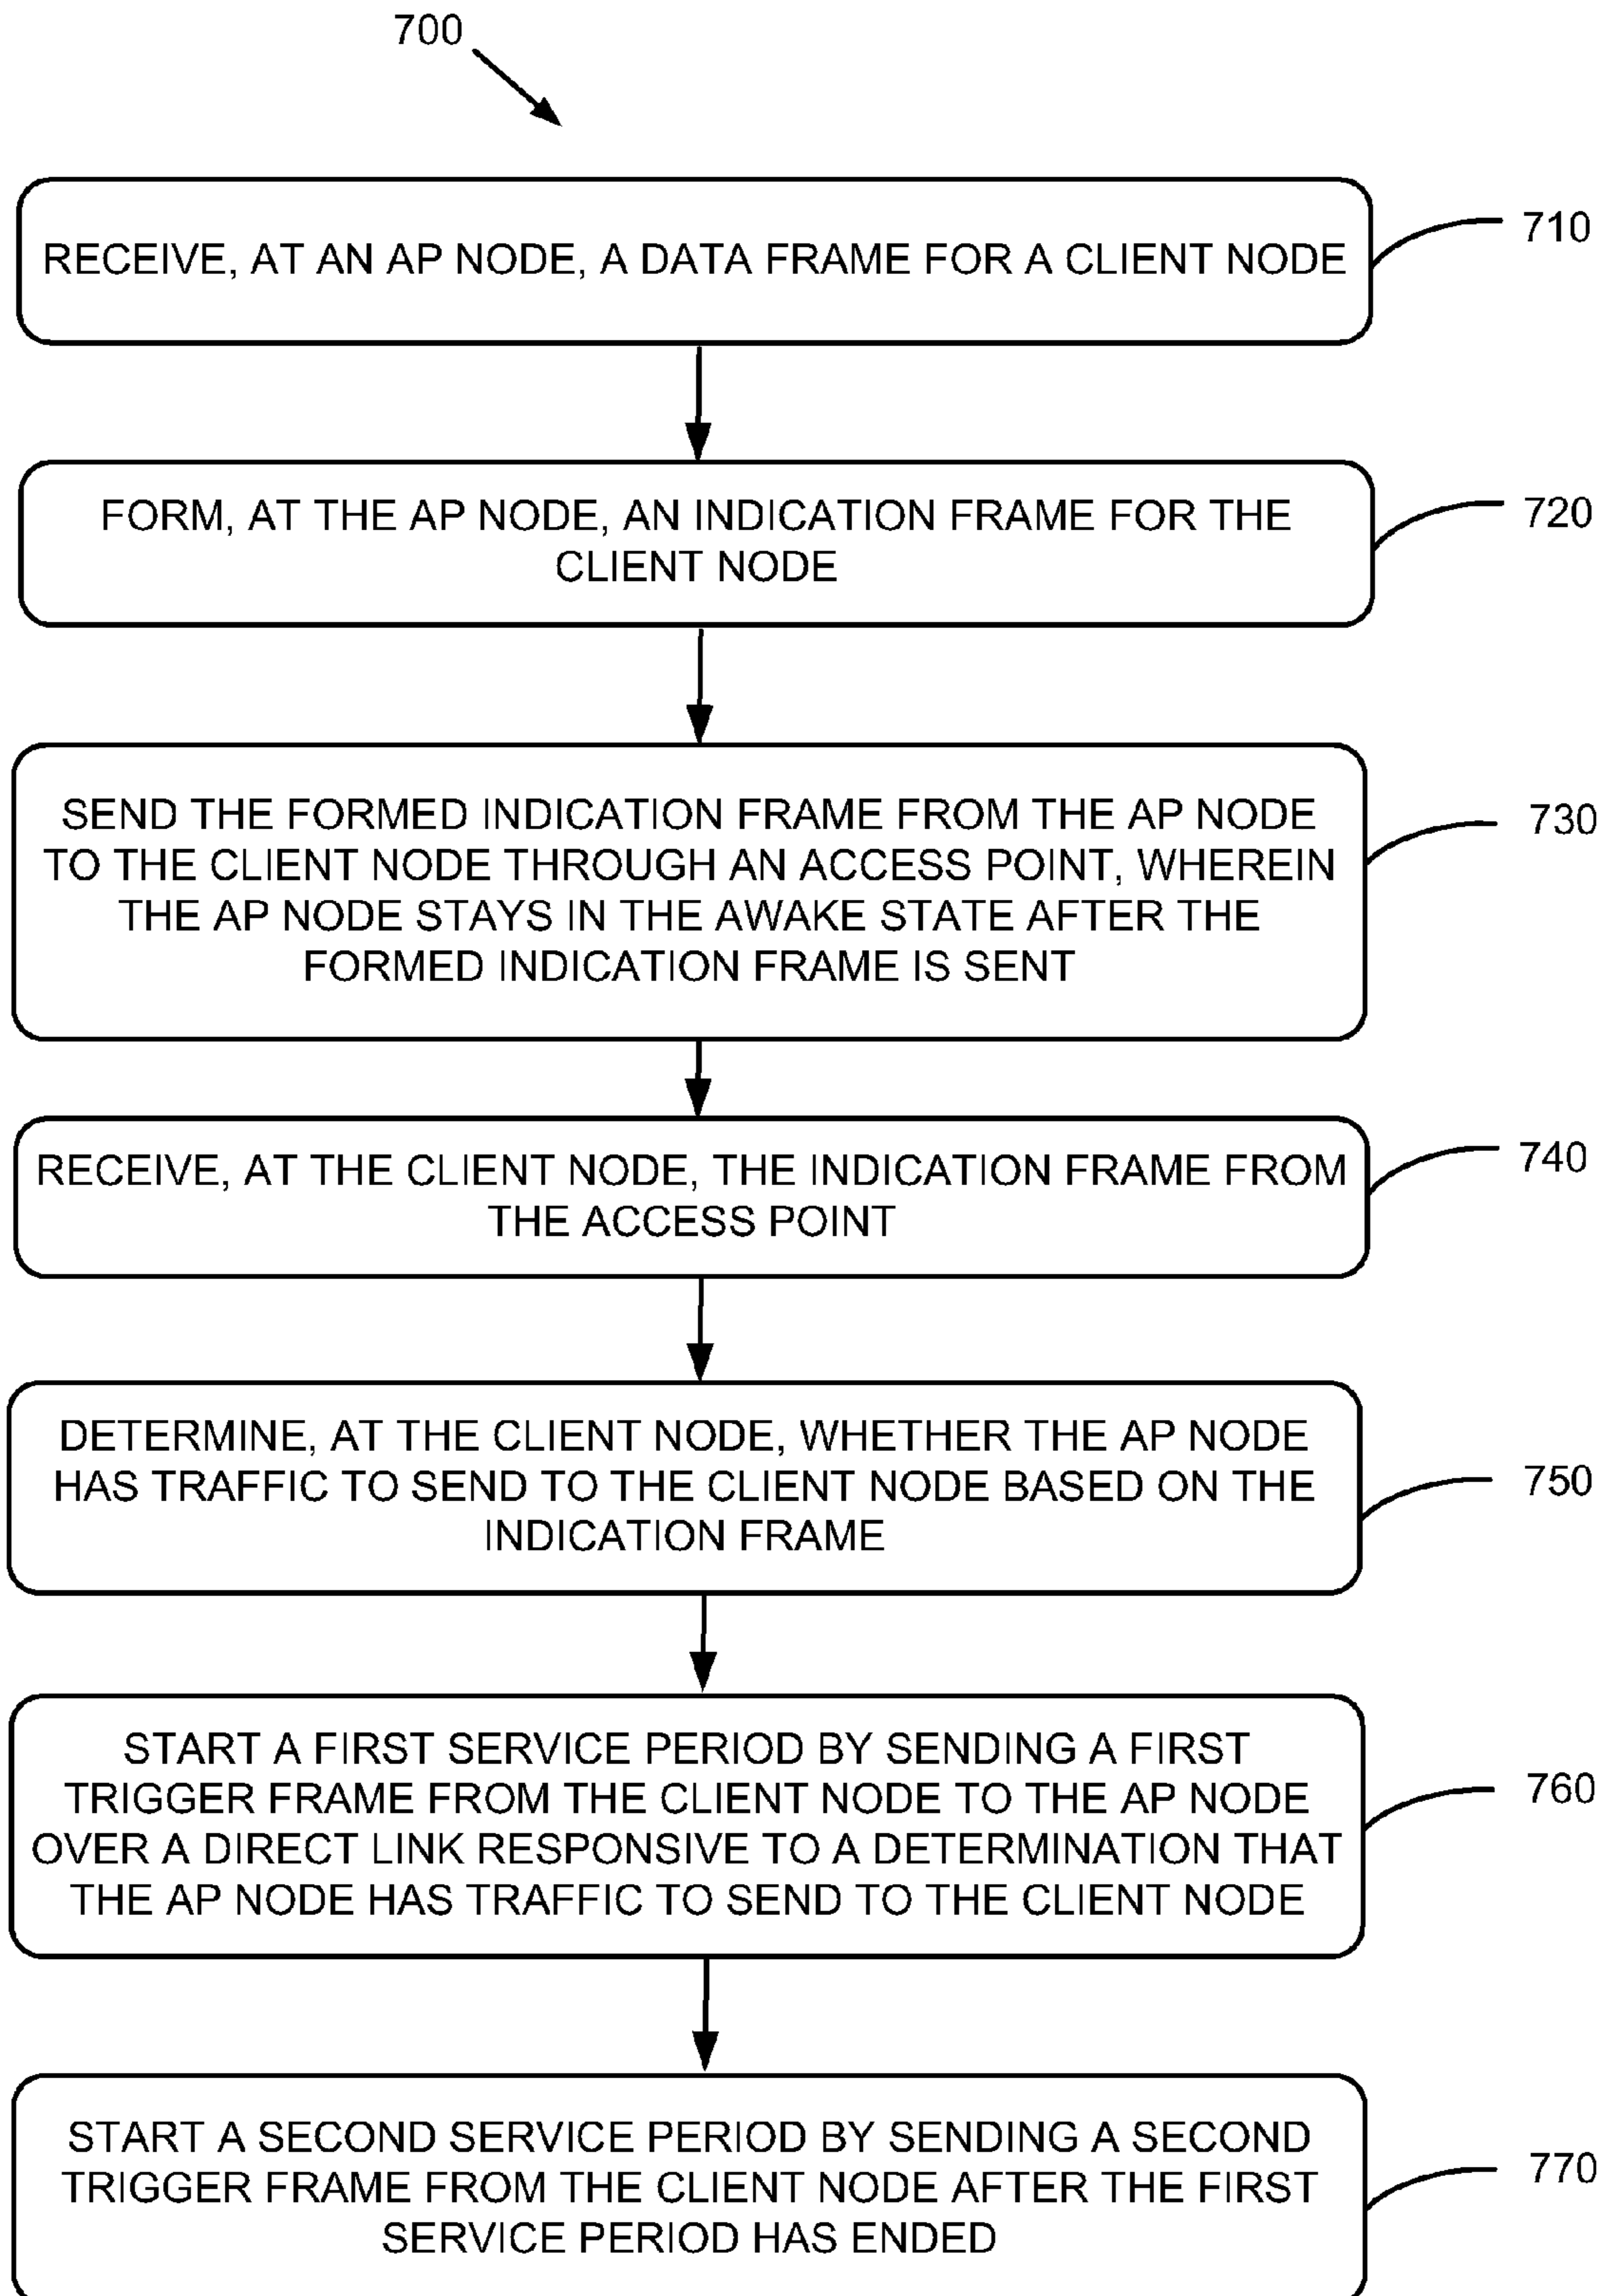 700
RECEIVE, AT AN AP NODE, A DATA FRAME FOR A CLIENT NODE
710
FORM, AT THE AP NODE, AN INDICATION FRAME FOR THE
CLIENT NODE
720
SEND THE FORMED INDICATION FRAME FROM THE AP NODE
TO THE CLIENT NODE THROUGH AN ACCESS POINT, WHEREIN
THE AP NODE STAYS IN THE AWAKE STATE AFTER THE
FORMED INDICATION FRAME IS SENT
730
RECEIVE, AT THE CLIENT NODE, THE INDICATION FRAME FROM
THE ACCESS POINT
740
DETERMINE, AT THE CLIENT NODE, WHETHER THE AP NODE
HAS TRAFFIC TO SEND TO THE CLIENT NODE BASED ON THE
INDICATION FRAME
750
START A FIRST SERVICE PERIOD BY SENDING A FIRST
TRIGGER FRAME FROM THE CLIENT NODE TO THE AP NODE
OVER A DIRECT LINK RESPONSIVE TO A DETERMINATION THAT
THE AP NODE HAS TRAFFIC TO SEND TO THE CLIENT NODE
760
START A SECOND SERVICE PERIOD BY SENDING A SECOND
TRIGGER FRAME FROM THE CLIENT NODE AFTER THE FIRST
SERVICE PERIOD HAS ENDED
770